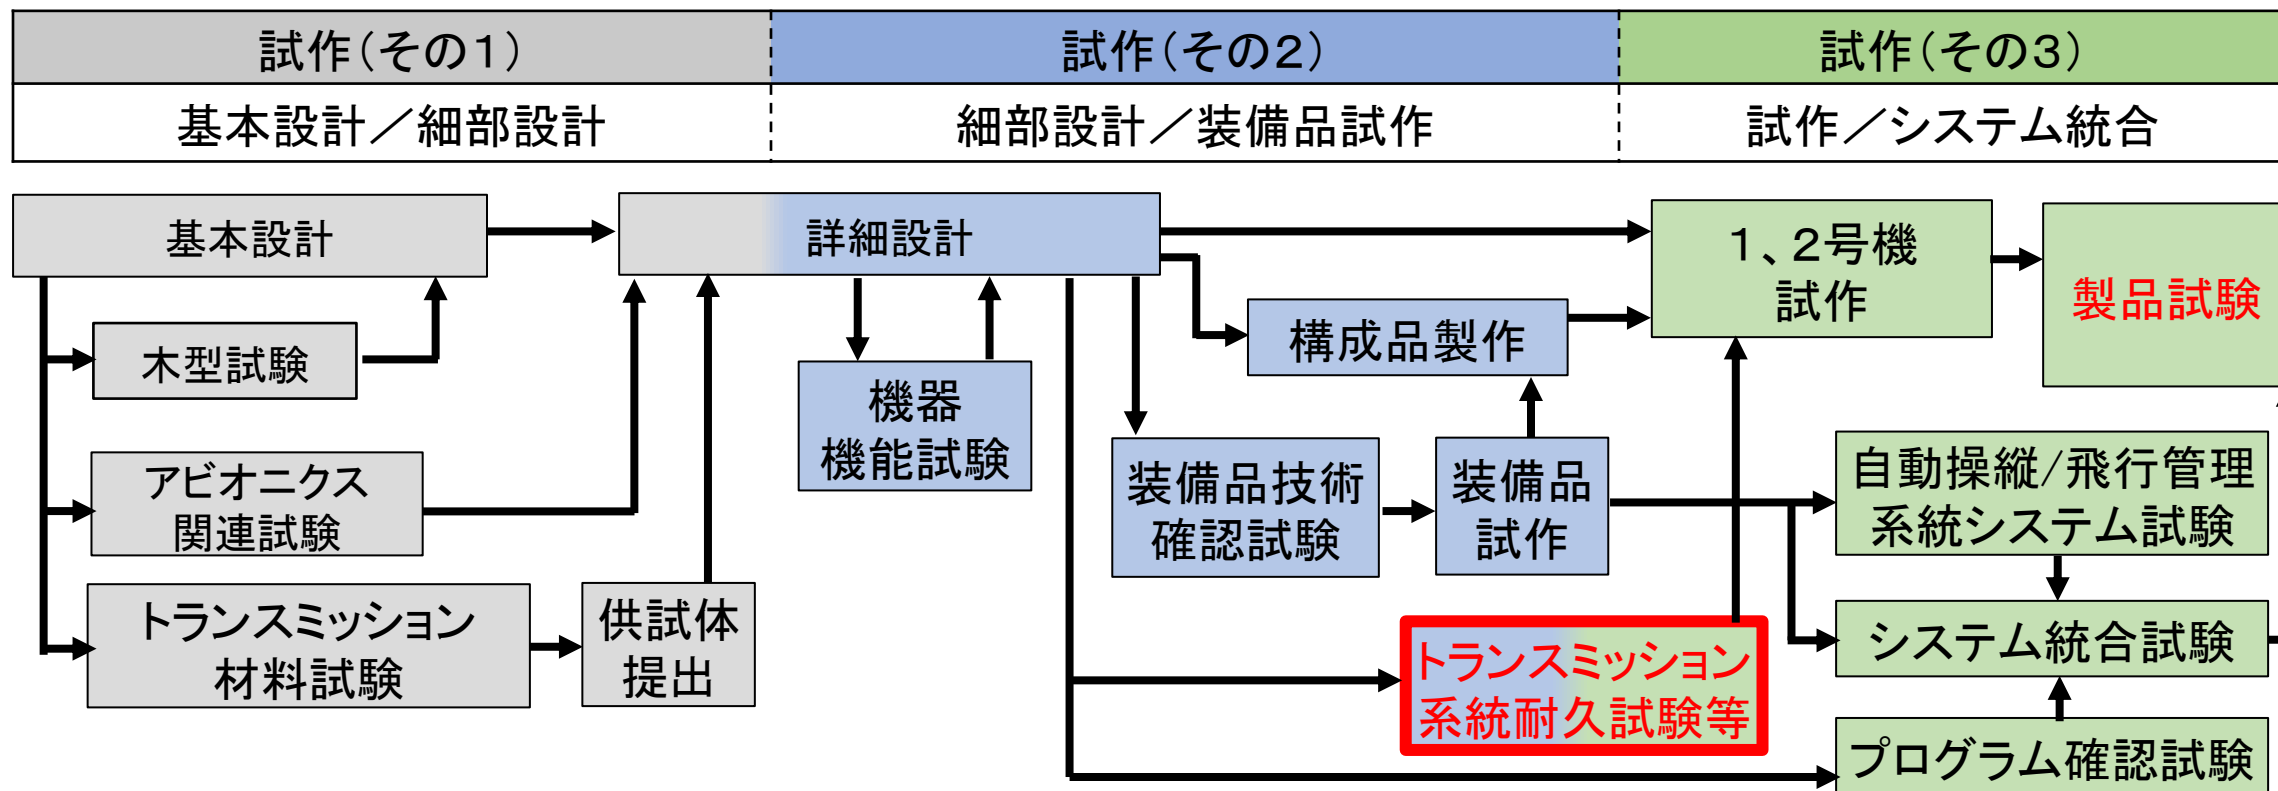 試作(その１)
試作(その２)
試作(その３)
基本設計／細部設計
細部設計／装備品試作
試作／システム統合
基本設計
詳細設計
１、２号機
試作
製品試験
木型試験
構成品製作
機器
機能試験
アビオニクス
関連試験
装備品技術
確認試験
装備品
試作
自動操縦/飛行管理
系統システム試験
トランスミッション
材料試験
供試体
提出
トランスミッション
系統耐久試験等
システム統合試験
プログラム確認試験